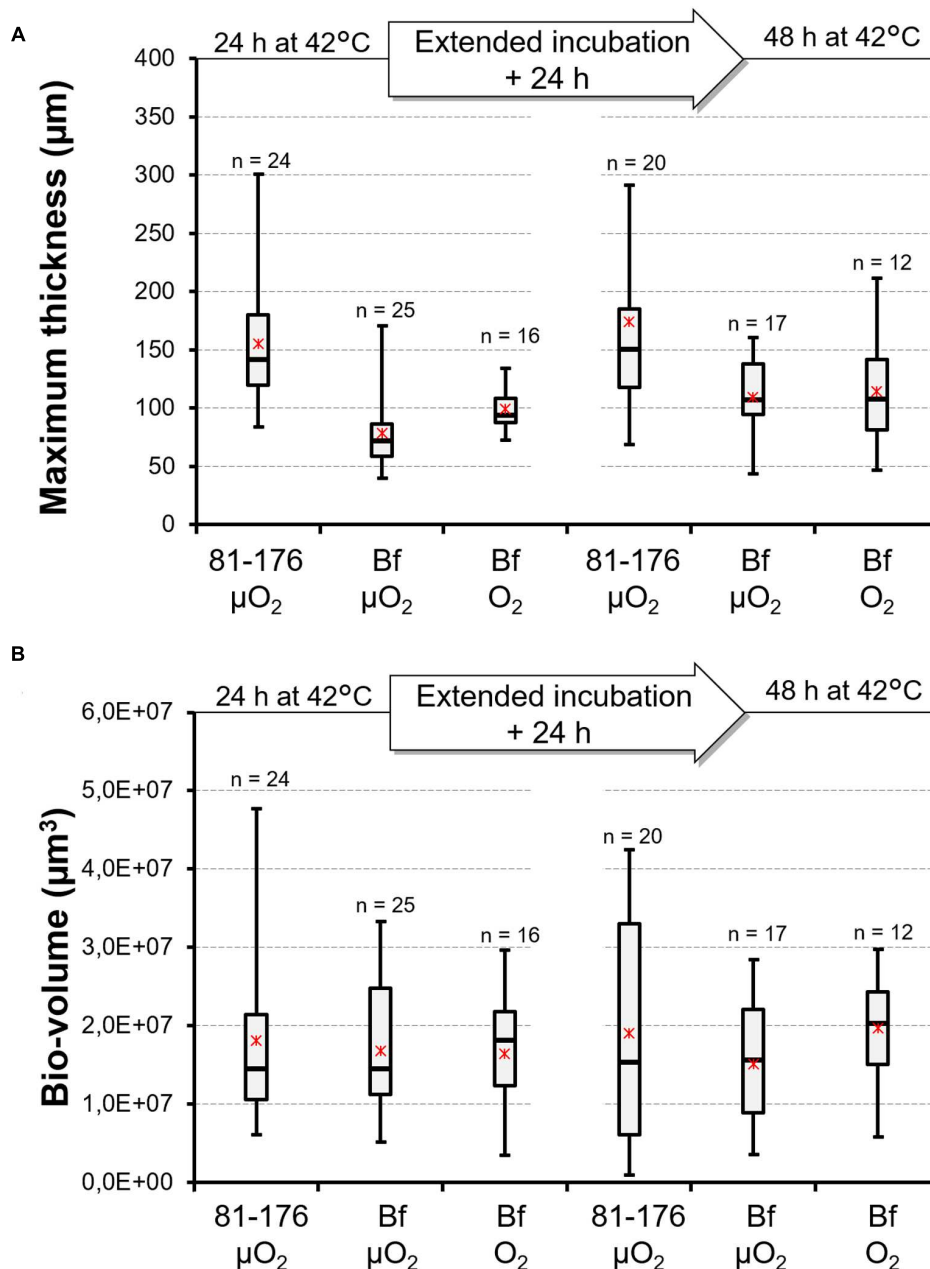 A
24 h at 42°C
Extended incubation
+ 24 h
48 h at 42°C
Maximum thickness (µm)
400
350
300
250
200
150
100
50
0
n = 24
n = 25
n = 16
n = 20
n = 17
n = 12
81-176
µO₂
Bf
µO₂
Bf
O₂
81-176
µO₂
Bf
µO₂
Bf
O₂
B
24 h at 42°C
Extended incubation
+ 24 h
48 h at 42°C
Bio-volume (µm³)
6,0E+07
5,0E+07
4,0E+07
3,0E+07
2,0E+07
1,0E+07
0,0E+00
n = 24
n = 25
n = 16
n = 20
n = 17
n = 12
81-176
µO₂
Bf
µO₂
Bf
O₂
81-176
µO₂
Bf
µO₂
Bf
O₂